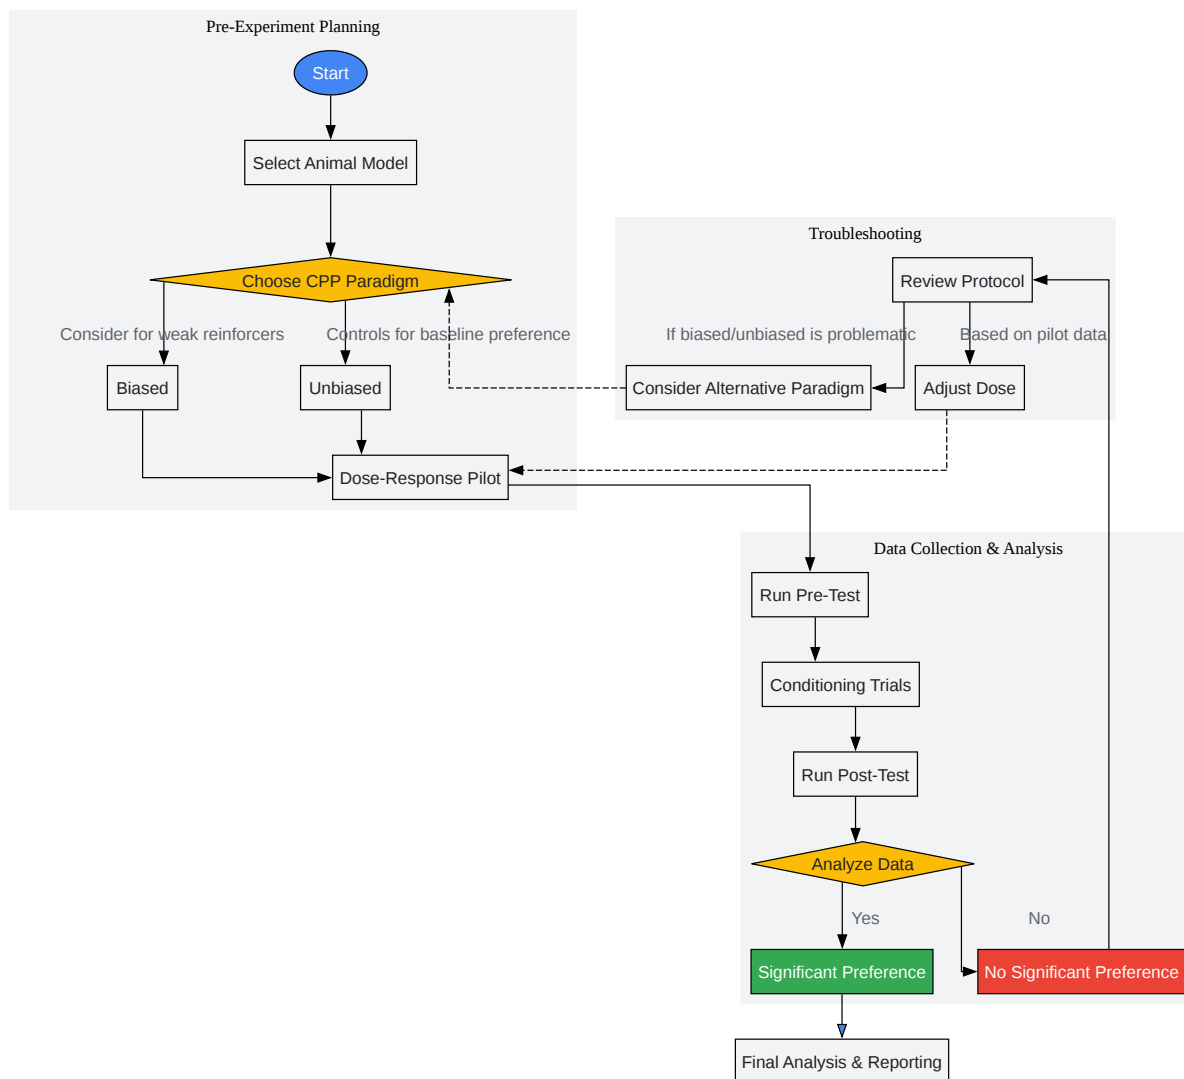 Pre-Experiment Planning
Start
Select Animal Model
Choose CPP Paradigm
Consider for weak reinforcers
Controls for baseline preference
Biased
Unbiased
Dose-Response Pilot
Troubleshooting
Review Protocol
If biased/unbiased is problematic
Based on pilot data
Consider Alternative Paradigm
Adjust Dose
Data Collection & Analysis
Run Pre-Test
Conditioning Trials
Run Post-Test
Analyze Data
Yes
No
Significant Preference
No Significant Preference
Final Analysis & Reporting